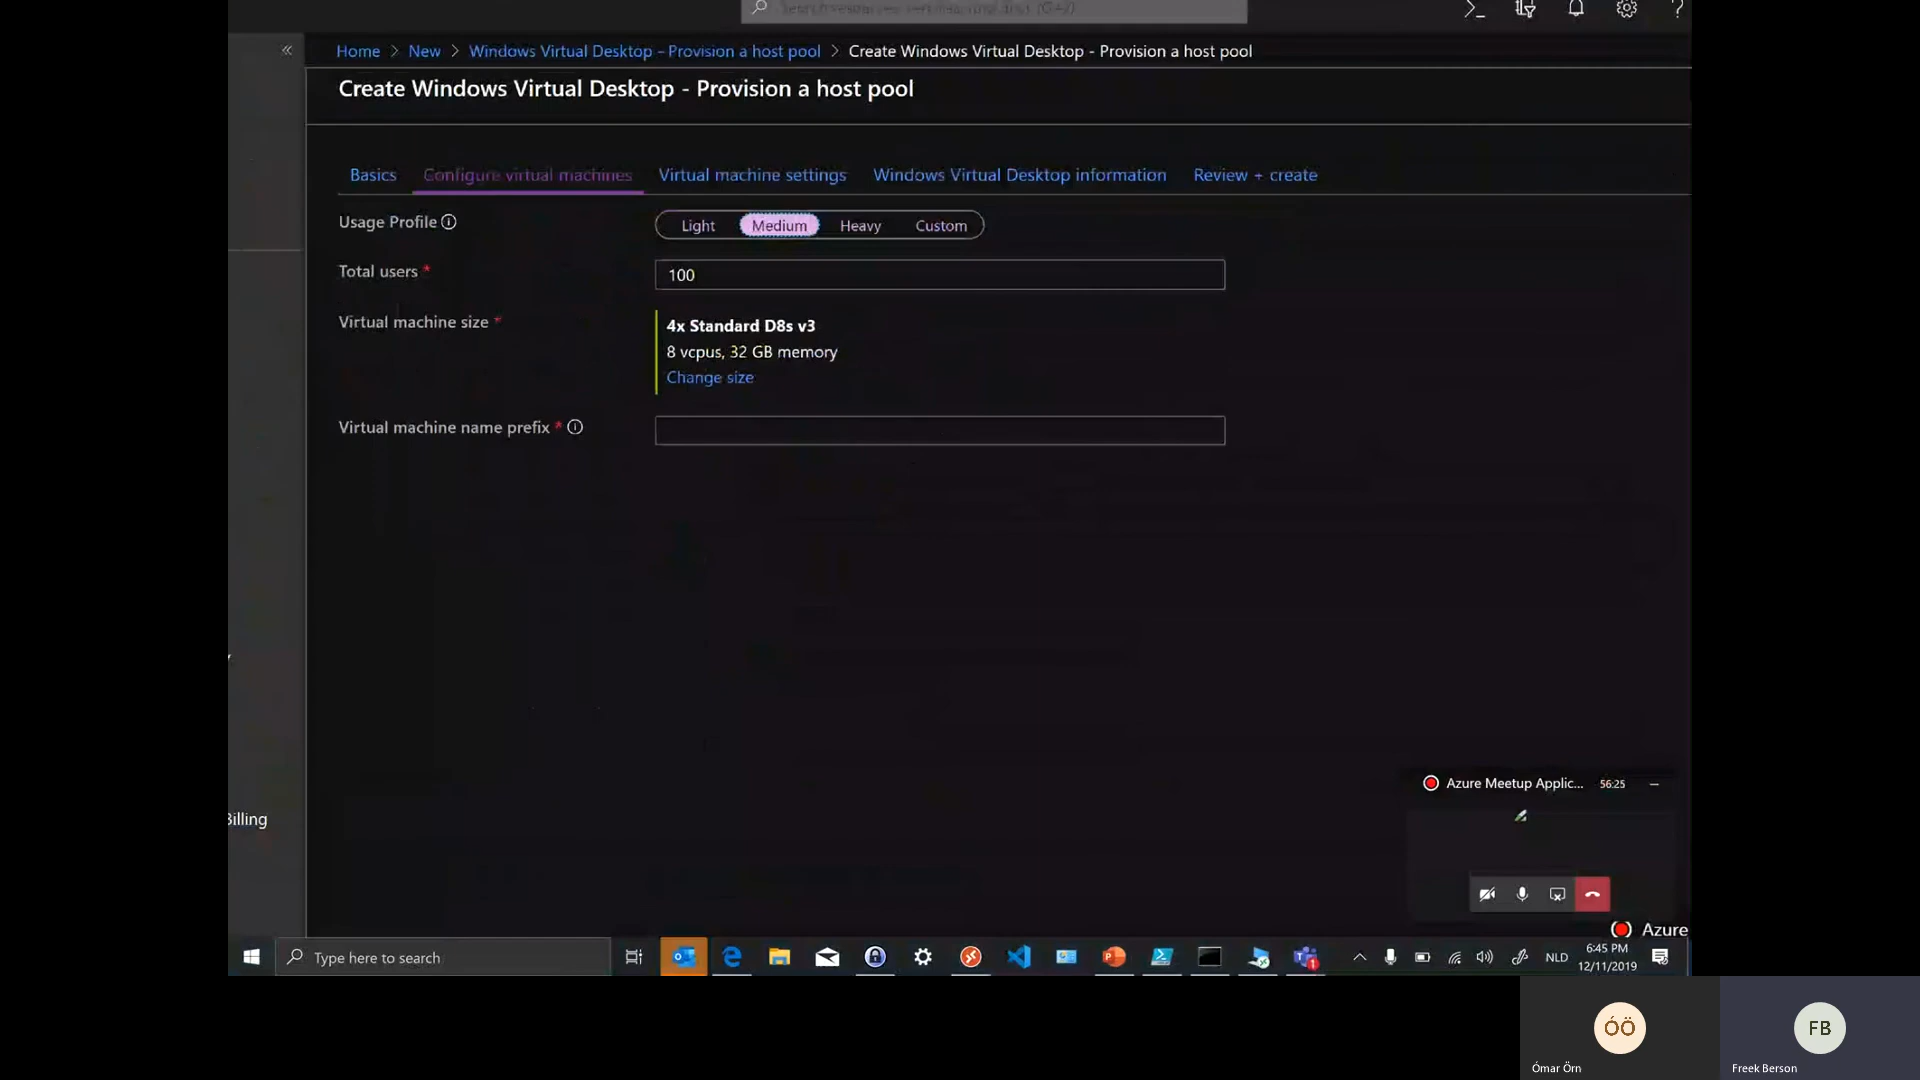 Home > New > Windows Virtual Desktop - Provision a host pool > Create Windows Virtual Desktop - Provision a host pool
Create Windows Virtual Desktop - Provision a host pool
Basics Configure virtual machines Virtual machine settings Windows Virtual Desktop information Review + create
Usage Profile Light Medium Heavy Custom
Total users * 100
Virtual machine size * 4x Standard D8s v3
8 vcpus, 32 GB memory
Change size
Virtual machine name prefix *
Azure Meetup Applic... 56:25
Billing
Azure
Type here to search
NLD
6:45 PM
12/11/2019
ÓÖ
FB
Ómar Örn
Freek Berson